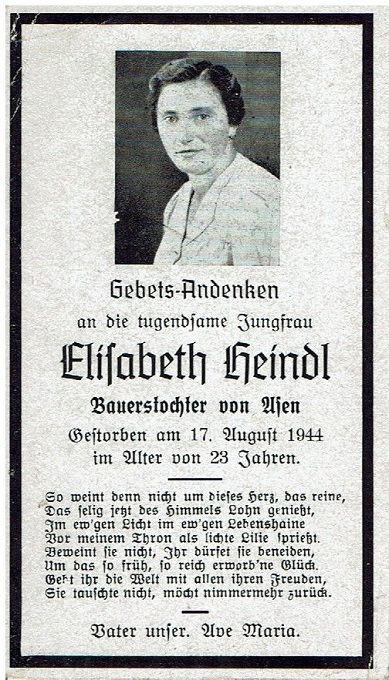 Gebets-Andenken
an die tugendsame Jungfrau
Elisabeth Heindl
Bauerstochter von Asen
Gestorben am 17. August 1944
im Alter von 23 Jahren.
So weint denn nicht um dieses Herz, das reine,
Das selig jetzt des Himmels Lohn genießt,
Im ew'gen Licht im ew'gen Lebenshaine
Vor meinem Thron als lichte Lilie sprießt.
Beweint sie nicht, Ihr dürfet sie beneiden,
Um das so früh, so reich erworb'ne Glück.
Gebt ihr die Welt mit allen ihren Freuden,
Sie tauschte nicht, möcht nimmermehr zurück.
Vater unser. Ave Maria.